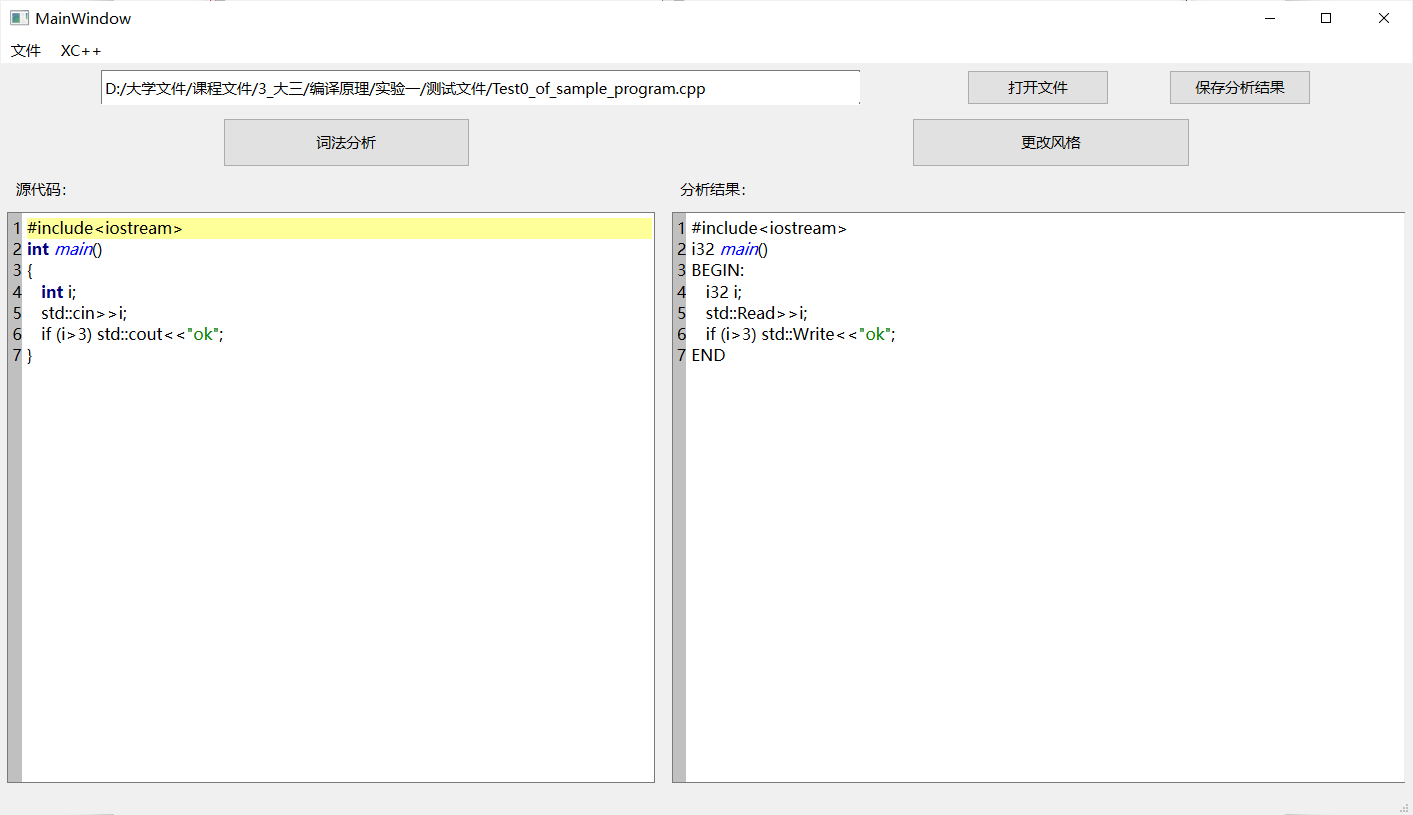 MainWindow
文件 XC++
D:/大学文件/课程文件/3_大三/编译原理/实验一/测试文件/Test0_of_sample_program.cpp 打开文件 保存分析结果
词法分析 更改风格
源代码：
1 #include<iostream>
2 int main()
3 {
4    int i;
5    std::cin>>i;
6    if (i>3) std::cout<<"ok";
7 }
分析结果：
1 #include<iostream>
2 i32 main()
3 BEGIN:
4    i32 i;
5    std::Read>>i;
6    if (i>3) std::Write<<"ok";
7 END